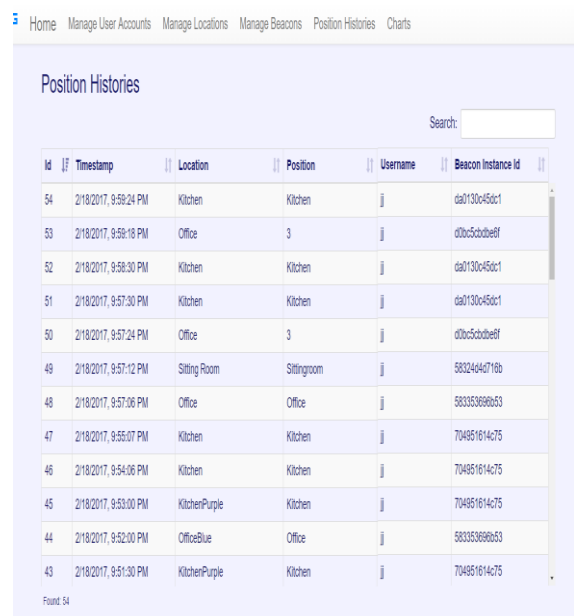 Home Manage User Accounts Manage Locations Manage Beacons Position Histories Charts
Position Histories
Search:
Id Timestamp Location Position Username Beacon Instance Id
54 2/18/2017, 9:59:24 PM Kitchen Kitchen jj da0130c45dc1
53 2/18/2017, 9:59:18 PM Office 3 jj d0bc5cbdbe6f
52 2/18/2017, 9:58:30 PM Kitchen Kitchen jj da0130c45dc1
51 2/18/2017, 9:57:30 PM Kitchen Kitchen jj da0130c45dc1
50 2/18/2017, 9:57:24 PM Office 3 jj d0bc5cbdbe6f
49 2/18/2017, 9:57:12 PM Sitting Room Sittingroom jj 58324d4d716b
48 2/18/2017, 9:57:06 PM Office Office jj 583353696b53
47 2/18/2017, 9:55:07 PM Kitchen Kitchen jj 704951614c75
46 2/18/2017, 9:54:06 PM Kitchen Kitchen jj 704951614c75
45 2/18/2017, 9:53:00 PM KitchenPurple Kitchen jj 704951614c75
44 2/18/2017, 9:52:00 PM OfficeBlue Office jj 583353696b53
43 2/18/2017, 9:51:30 PM KitchenPurple Kitchen jj 704951614c75
Found: 54